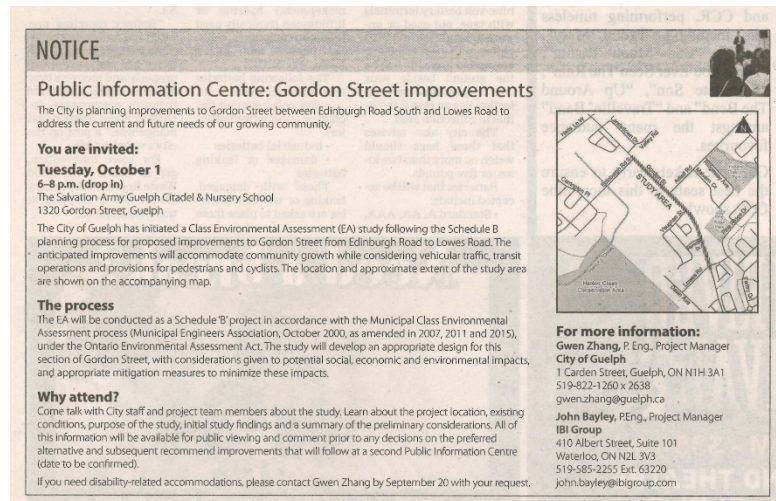 NOTICE
Public Information Centre: Gordon Street improvements
The City is planning improvements to Gordon Street between Edinburgh Road South and Lowes Road to
address the current and future needs of our growing community.
You are invited:
Tuesday, October 1
6–8 p.m. (drop in)
The Salvation Army Guelph Citadel & Nursery School
1320 Gordon Street, Guelph
The City of Guelph has initiated a Class Environmental Assessment (EA) study following the Schedule B
planning process for proposed improvements to Gordon Street from Edinburgh Road to Lowes Road. The
anticipated improvements will accommodate community growth while considering vehicular traffic, transit
operations and provisions for pedestrians and cyclists. The location and approximate extent of the study area
are shown on the accompanying map.
The process
The EA will be conducted as a Schedule 'B' project in accordance with the Municipal Class Environmental
Assessment process (Municipal Engineers Association, October 2000, as amended in 2007, 2011 and 2015),
under the Ontario Environmental Assessment Act. The study will develop an appropriate design for this
section of Gordon Street, with considerations given to potential social, economic and environmental impacts,
and appropriate mitigation measures to minimize these impacts.
Why attend?
Come talk with City staff and project team members about the study. Learn about the project location, existing
conditions, purpose of the study, initial study findings and a summary of the preliminary considerations. All of
this information will be available for public viewing and comment prior to any decisions on the preferred
alternative and subsequent recommend improvements that will follow at a second Public Information Centre
(date to be confirmed).
If you need disability-related accommodations, please contact Gwen Zhang by September 20 with your request.
STUDY AREA
Hanlon Creek
Conservation Area
For more information:
Gwen Zhang, P. Eng., Project Manager
City of Guelph
1 Carden Street, Guelph, ON N1H 3A1
519-822-1260 x 2638
gwen.zhang@guelph.ca
John Bayley, P.Eng., Project Manager
IBI Group
410 Albert Street, Suite 101
Waterloo, ON N2L 3V3
519-585-2255 Ext. 63220
john.bayley@ibigroup.com